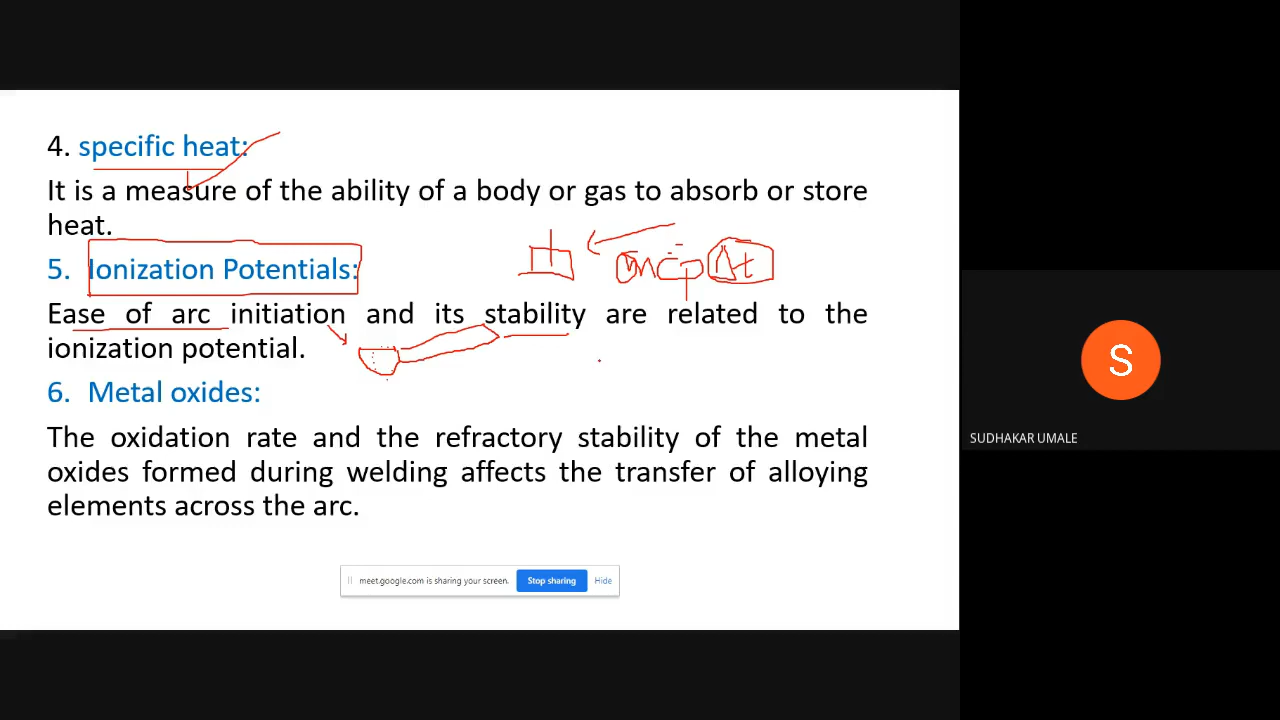 4. specific heat:
It is a measure of the ability of a body or gas to absorb or store
heat.
5. Ionization Potentials:
mCp Δt
Ease of arc initiation and its stability are related to the
ionization potential.
6. Metal oxides:
The oxidation rate and the refractory stability of the metal
oxides formed during welding affects the transfer of alloying
elements across the arc.
meet.google.com is sharing your screen. Stop sharing Hide
S
SUDHAKAR UMALE